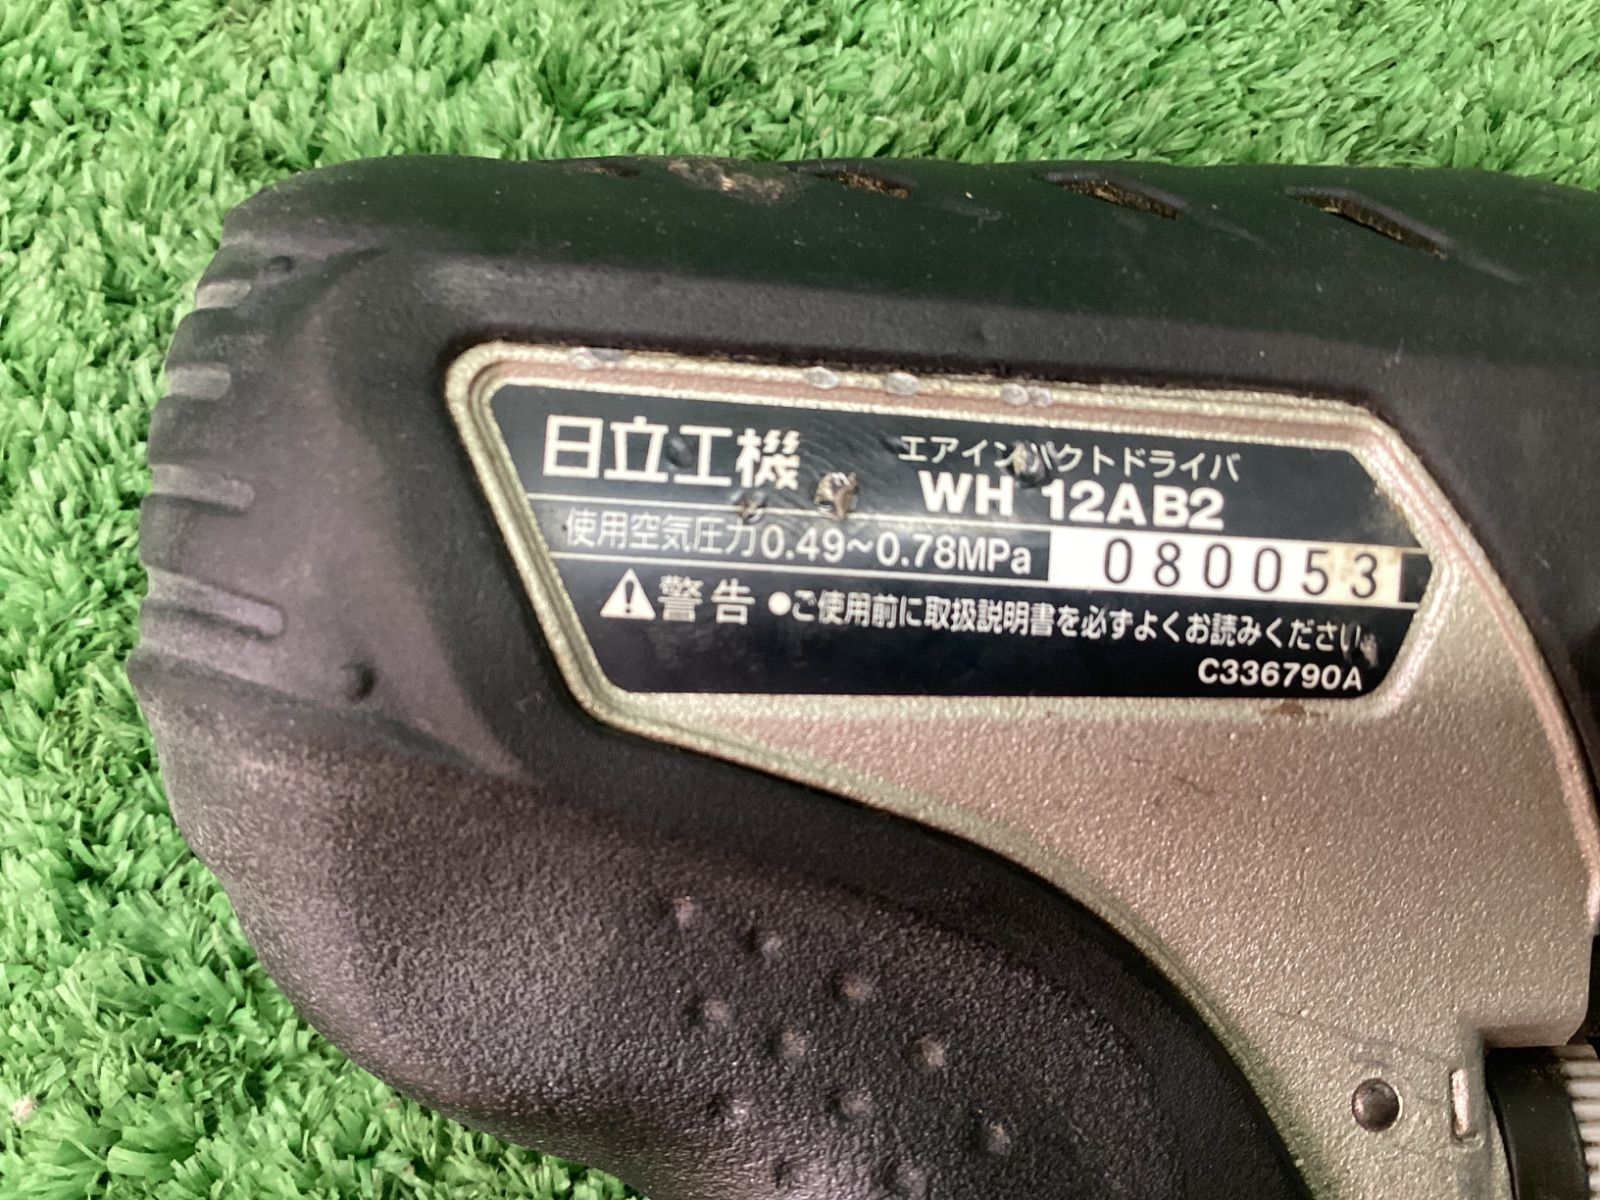 日立工機
エアインパクトドライバ
WH 12AB2
使用空気圧力0.49~0.78MPa
080053
⚠警告 ●ご使用前に取扱説明書を必ずよくお読みください。
C336790A